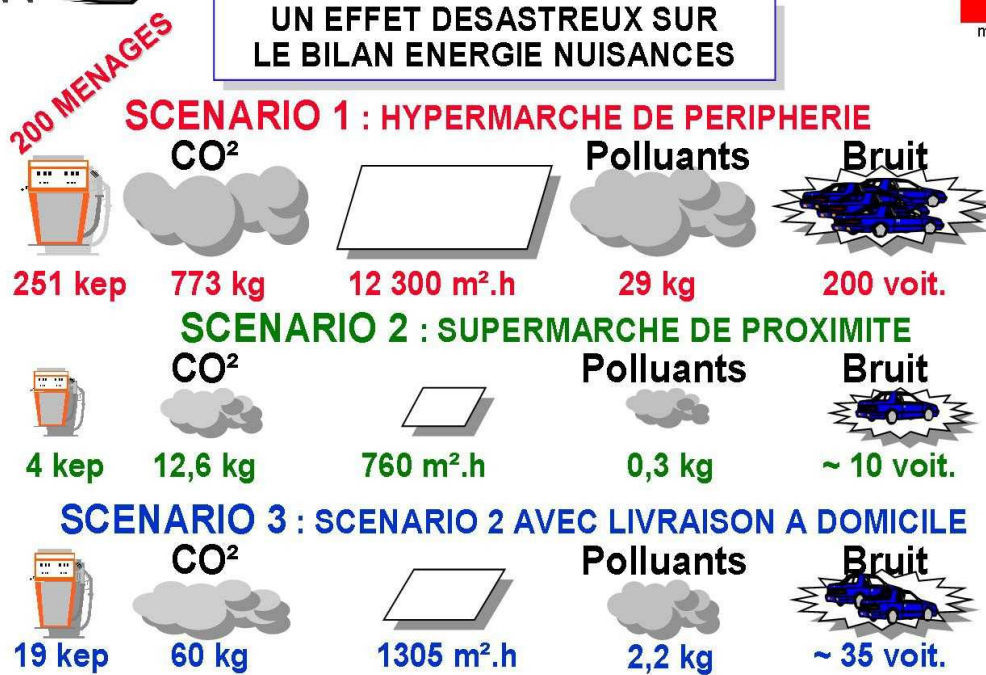 UN EFFET DESASTREUX SUR
LE BILAN ENERGIE NUISANCES
200 MENAGES
SCENARIO 1 : HYPERMARCHE DE PERIPHERIE
CO² Polluants Bruit
251 kep 773 kg 12 300 m².h 29 kg 200 voit.
SCENARIO 2 : SUPERMARCHE DE PROXIMITE
CO² Polluants Bruit
4 kep 12,6 kg 760 m².h 0,3 kg ~ 10 voit.
SCENARIO 3 : SCENARIO 2 AVEC LIVRAISON A DOMICILE
CO² Polluants Bruit
19 kep 60 kg 1305 m².h 2,2 kg ~ 35 voit.